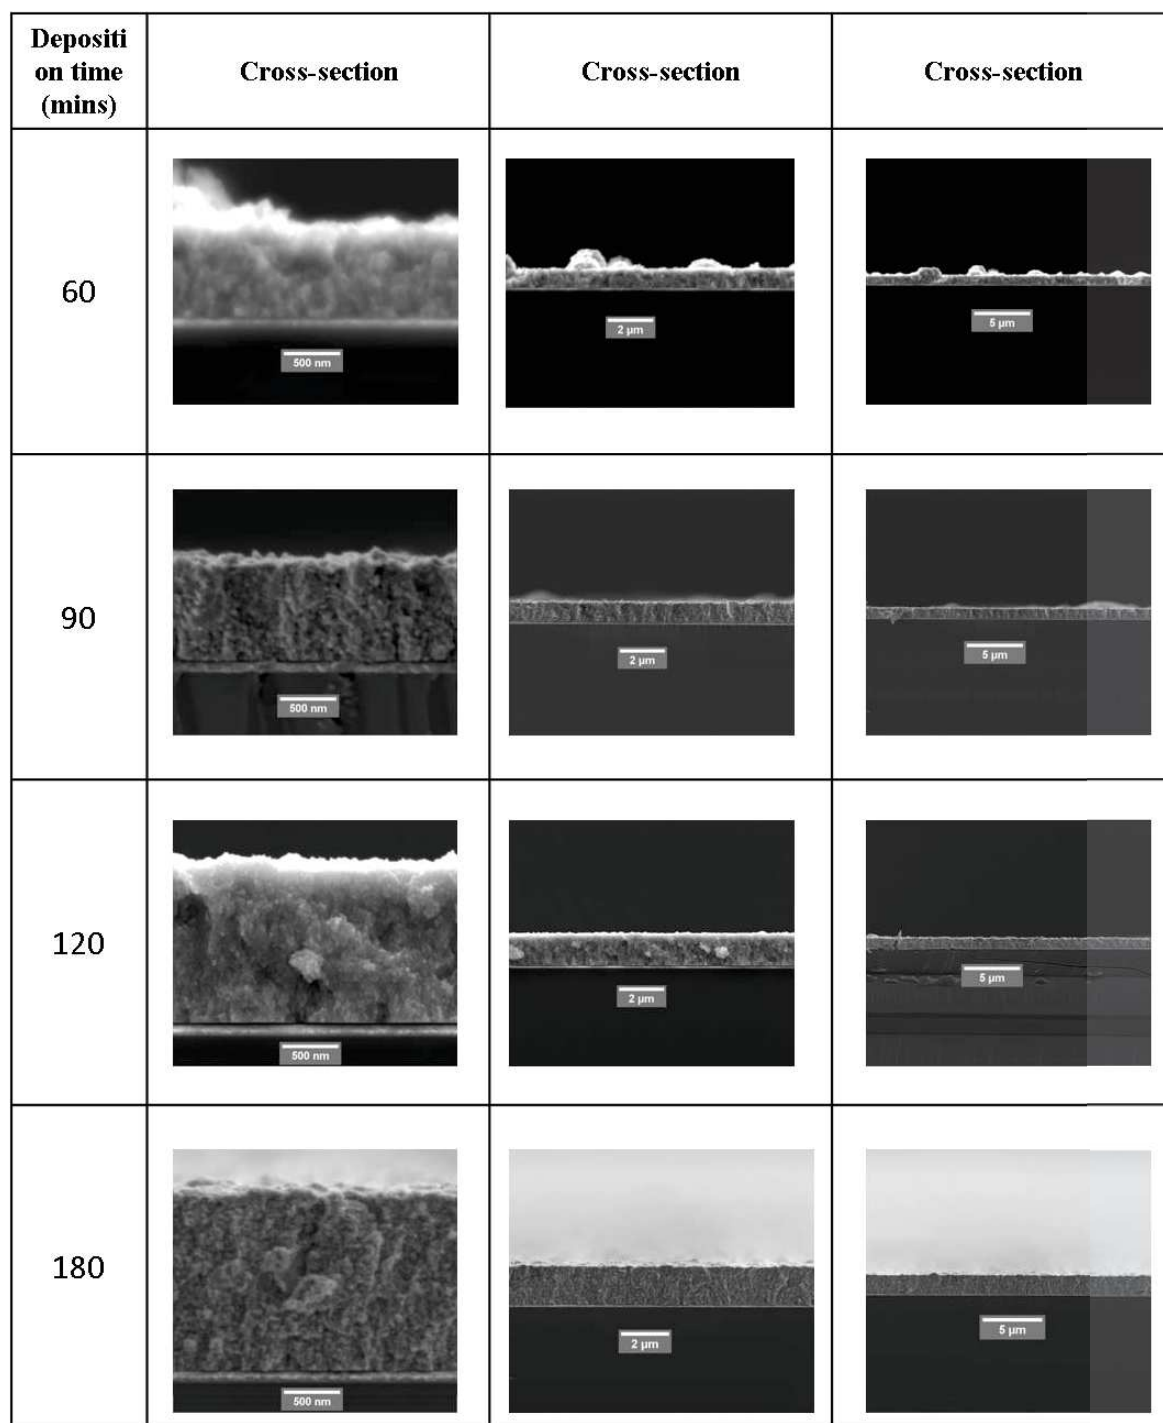 Depositi
on time
(mins)
Cross-section
Cross-section
Cross-section
60
500 nm
2 μm
5 μm
90
500 nm
2 μm
5 μm
120
500 nm
2 μm
5 μm
180
500 nm
2 μm
5 μm